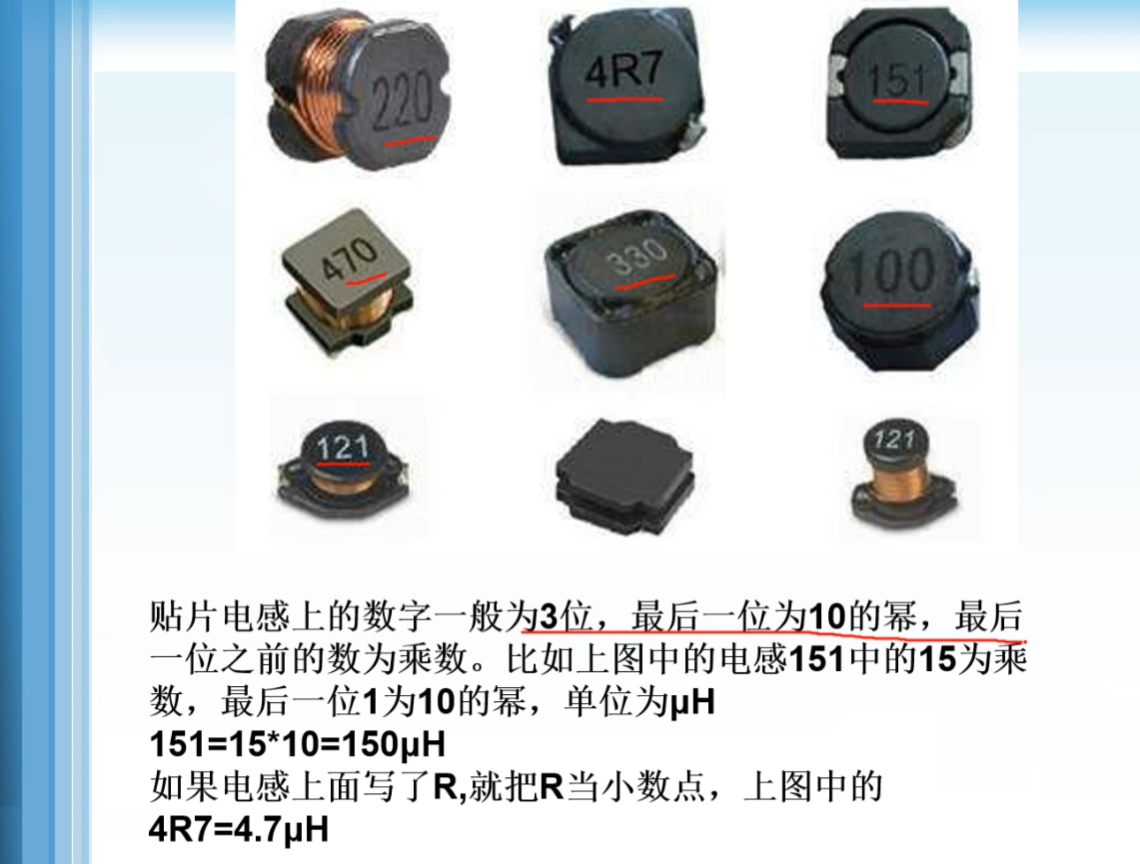 220
4R7
151
470
330
100
121
121
贴片电感上的数字一般为3位，最后一位为10的幂，最后
一位之前的数为乘数。比如上图中的电感151中的15为乘
数，最后一位1为10的幂，单位为μH
151=15*10=150μH
如果电感上面写了R,就把R当小数点，上图中的
4R7=4.7μH